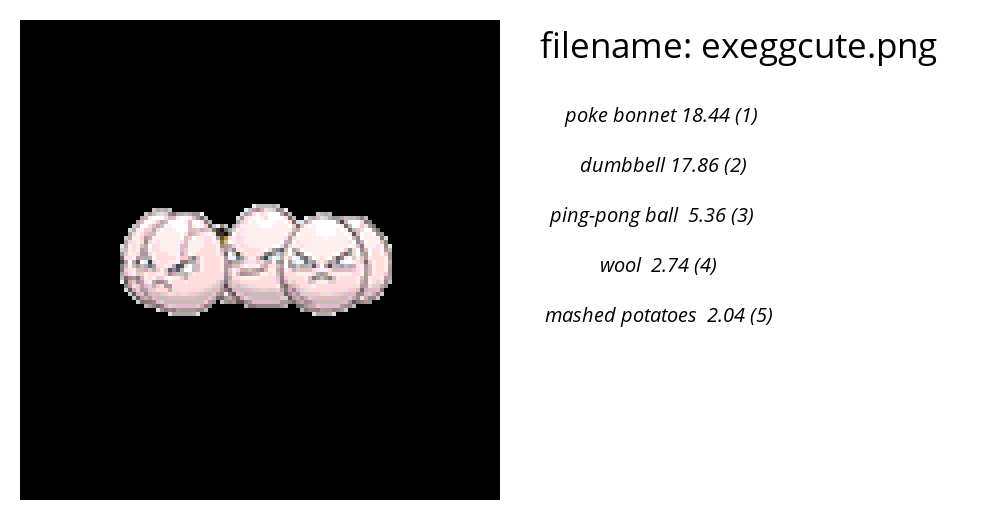 filename: exeggcute.png
poke bonnet 18.44 (1)
dumbbell 17.86 (2)
ping-pong ball  5.36 (3)
wool  2.74 (4)
mashed potatoes  2.04 (5)